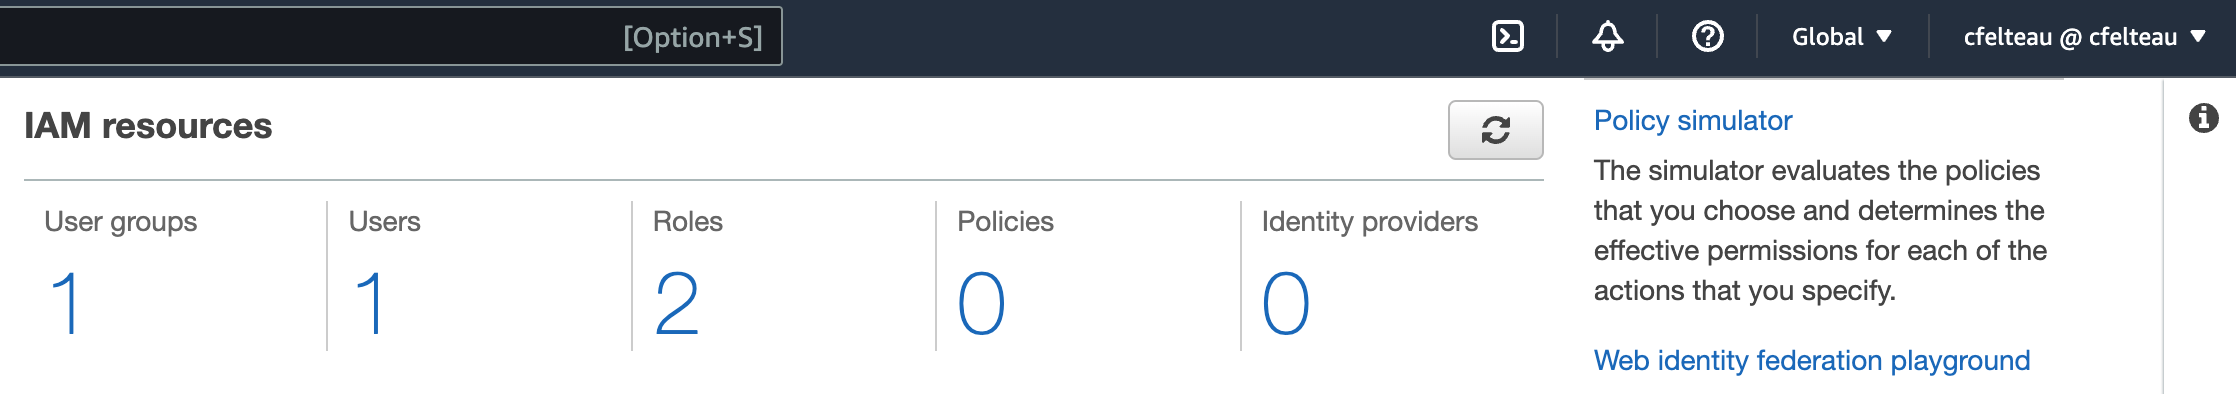 [Option+S]
Global
cfelteau @ cfelteau
IAM resources
User groups
1
Users
1
Roles
2
Policies
0
Identity providers
0
Policy simulator
The simulator evaluates the policies
that you choose and determines the
effective permissions for each of the
actions that you specify.
Web identity federation playground